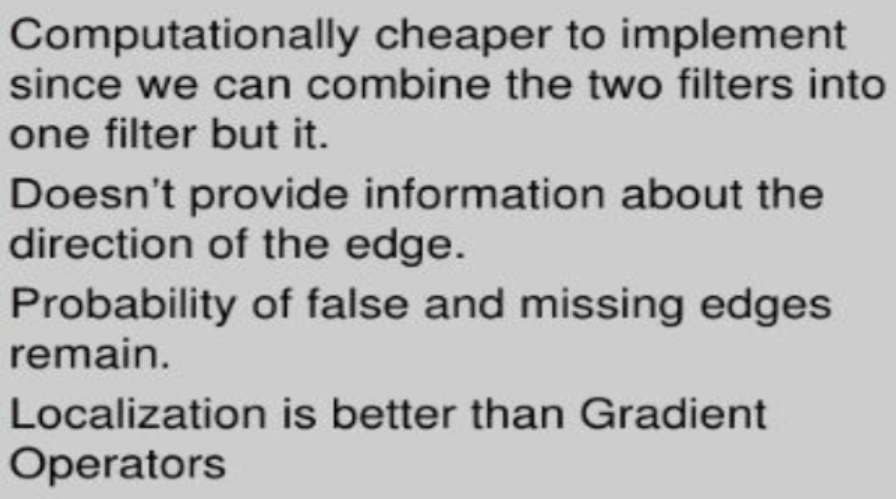 Computationally cheaper to implement
since we can combine the two filters into
one filter but it.
Doesn't provide information about the
direction of the edge.
Probability of false and missing edges
remain.
Localization is better than Gradient
Operators